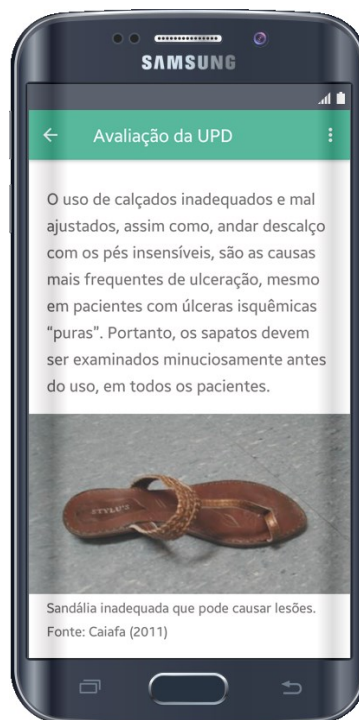 SAMSUNG
Avaliação da UPD
O uso de calçados inadequados e mal
ajustados, assim como, andar descalço
com os pés insensíveis, são as causas
mais frequentes de ulceração, mesmo
em pacientes com úlceras isquêmicas
“puras”. Portanto, os sapatos devem
ser examinados minuciosamente antes
do uso, em todos os pacientes.
STYLU'S
Sandália inadequada que pode causar lesões.
Fonte: Caiafa (2011)